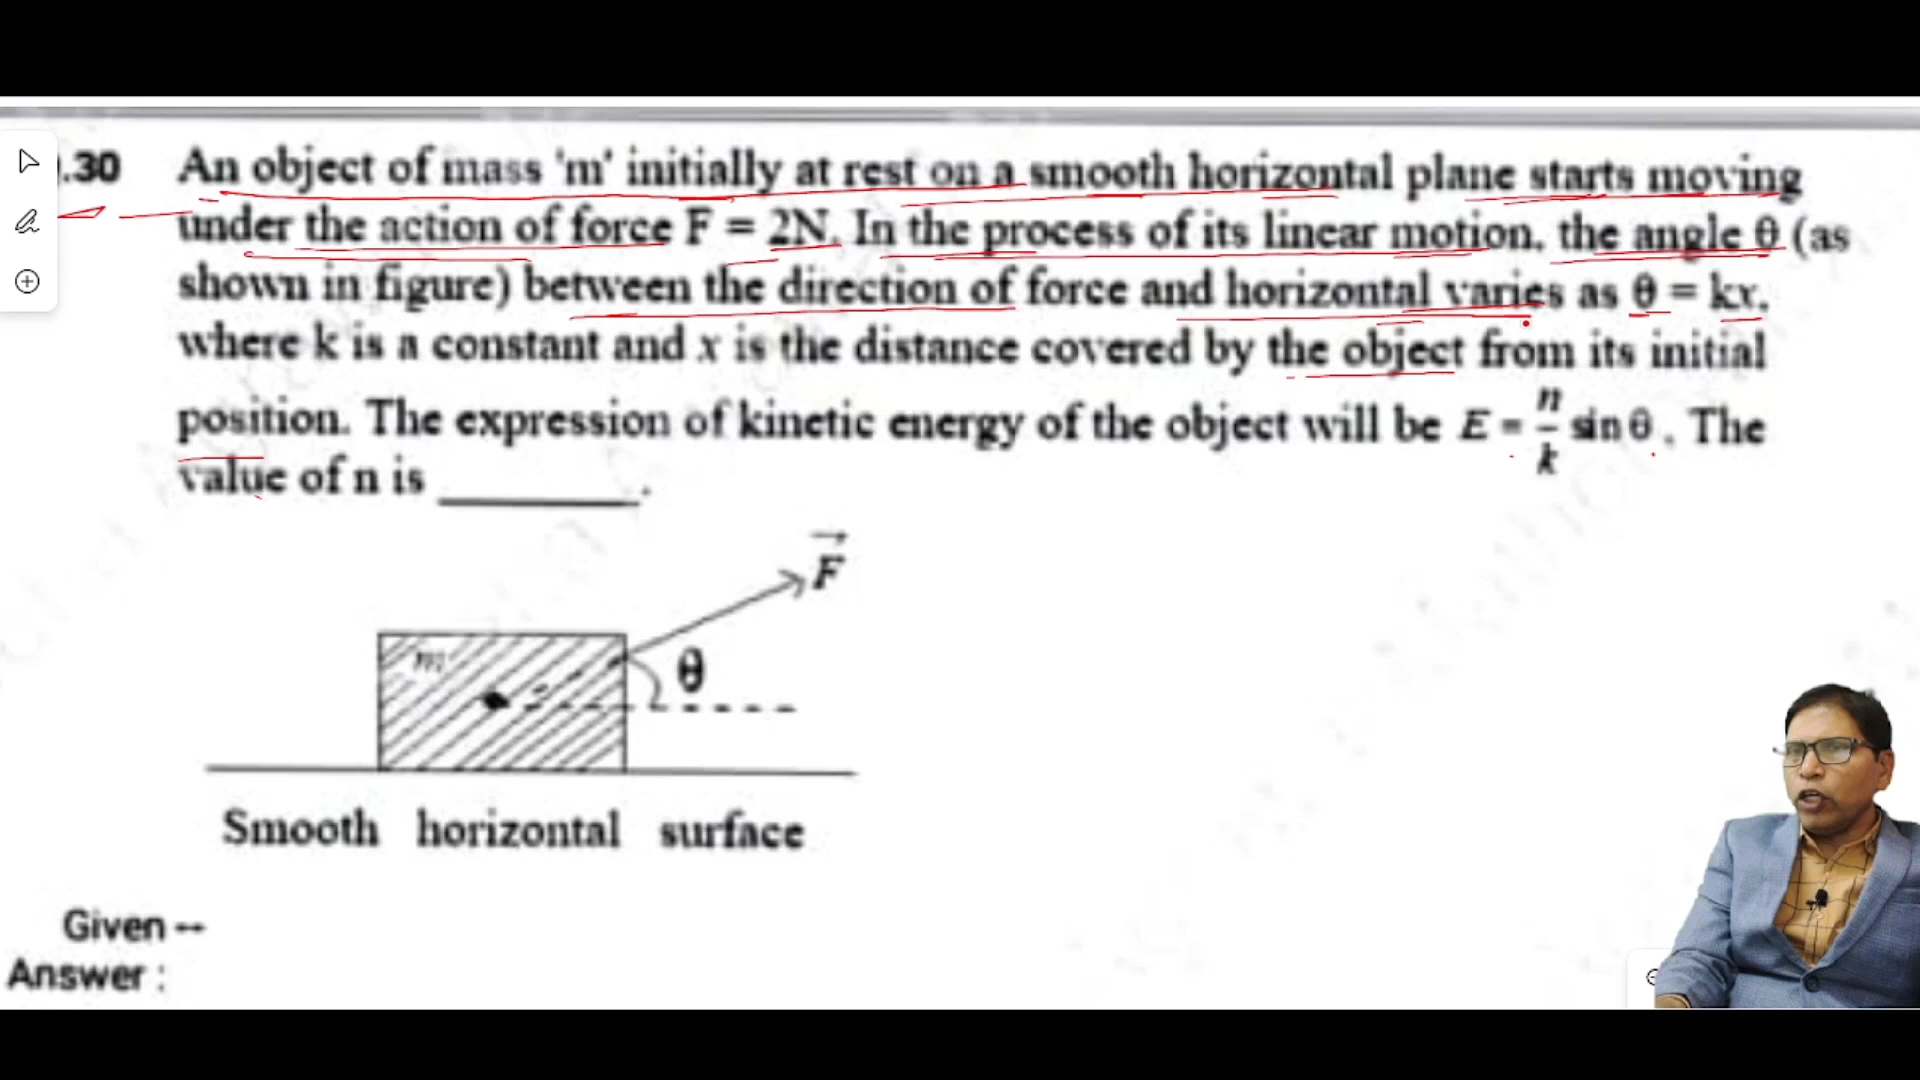 .30 An object of mass 'm' initially at rest on a smooth horizontal plane starts moving
under the action of force F = 2N. In the process of its linear motion, the angle θ (as
shown in figure) between the direction of force and horizontal varies as θ = kx,
where k is a constant and x is the distance covered by the object from its initial
position. The expression of kinetic energy of the object will be E = n/k sin θ. The
value of n is ________.
F
m
θ
Smooth horizontal surface
Given --
Answer :